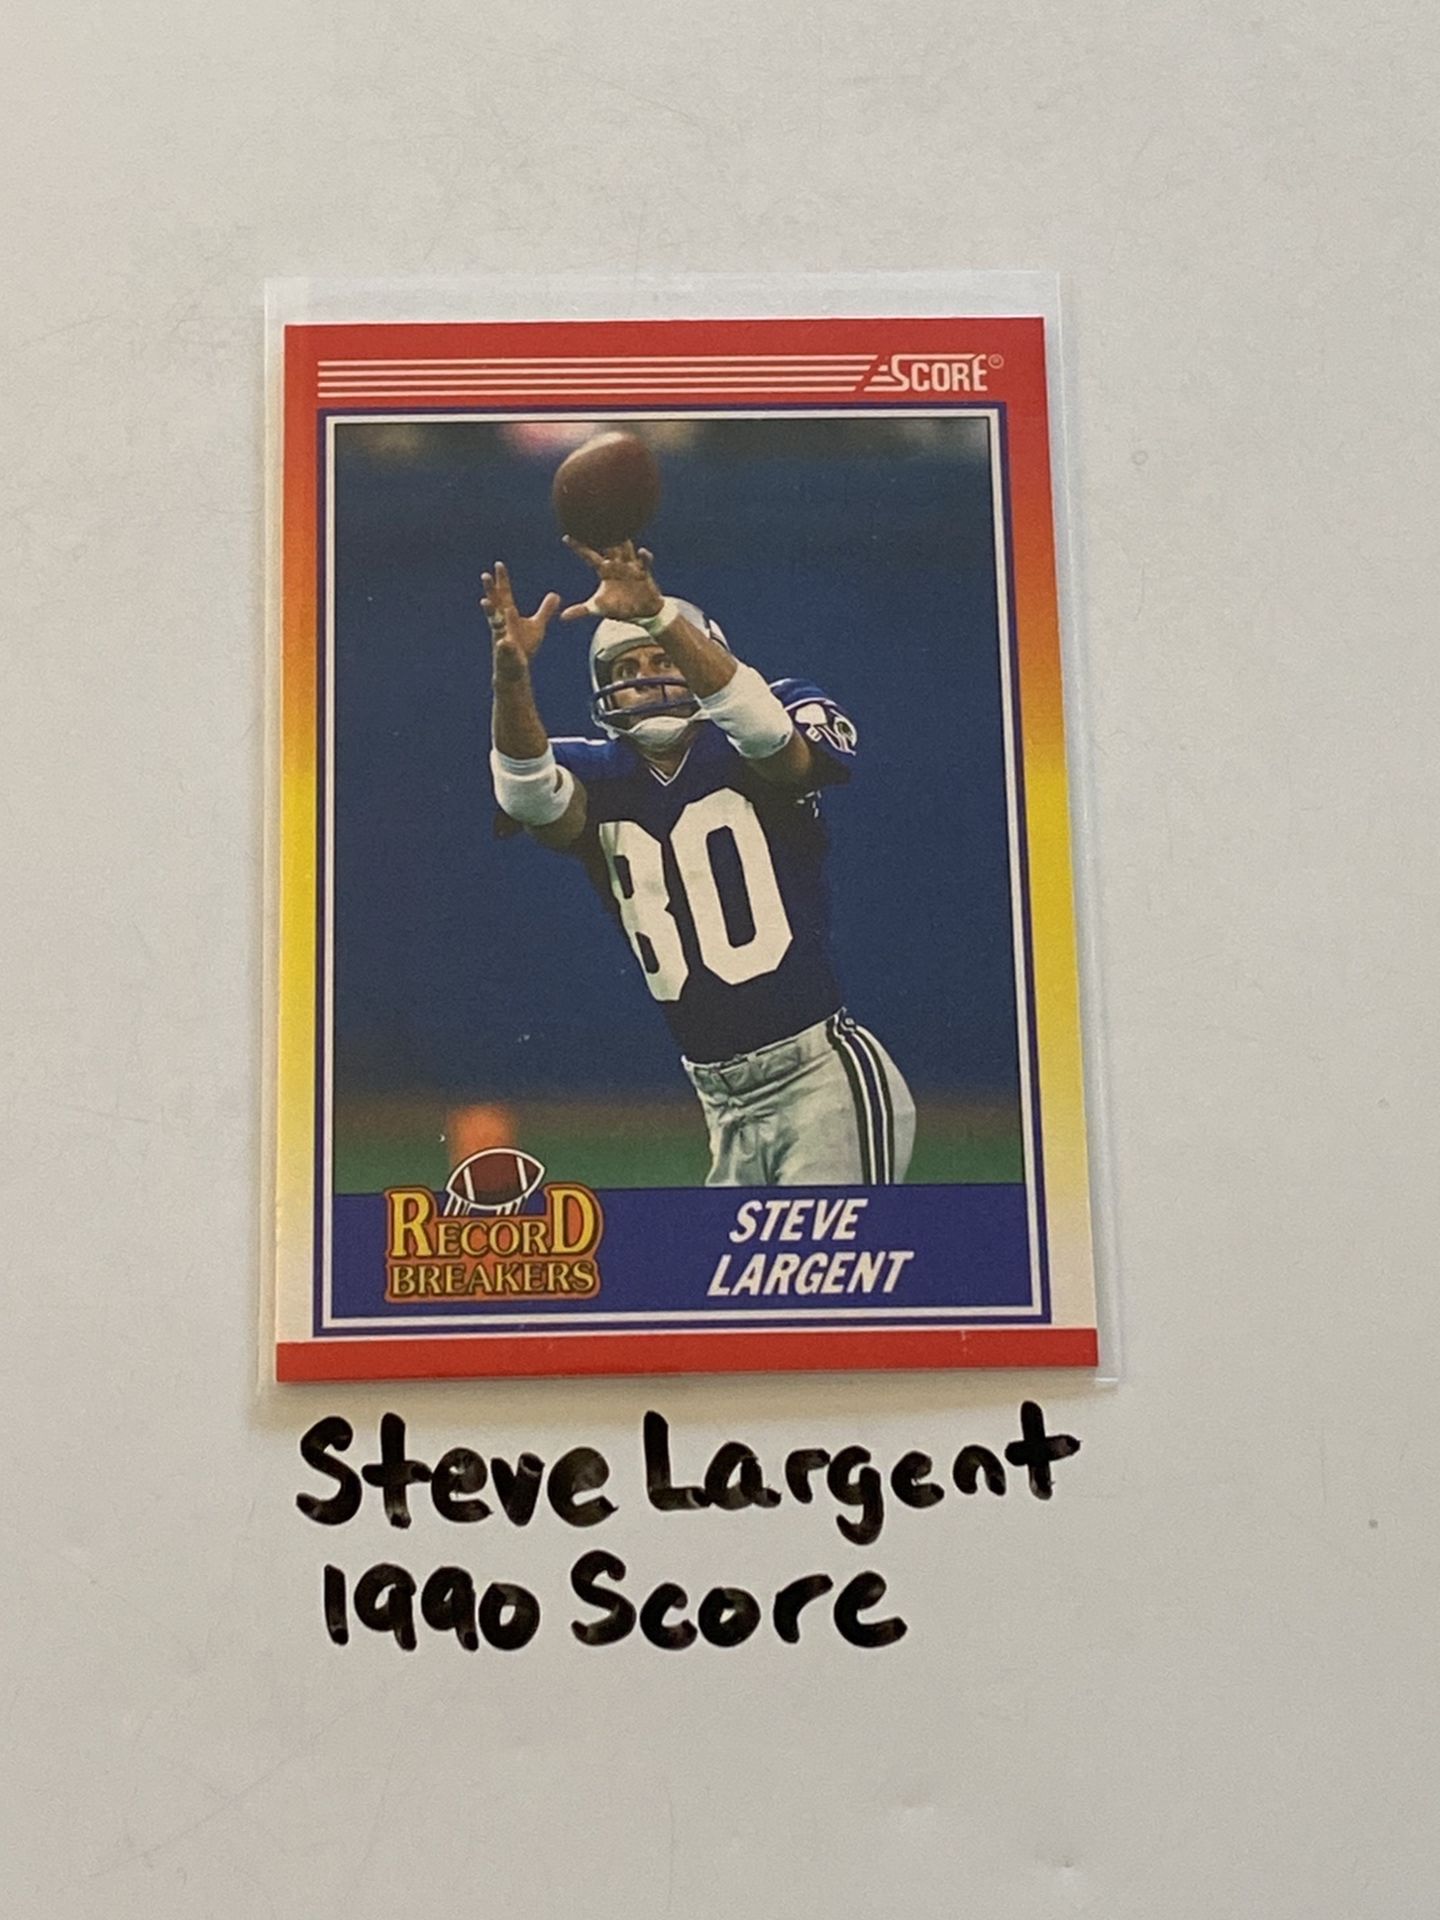 SCORE®
80
RECORD
BREAKERS
STEVE
LARGENT
Steve Largent
1990 Score